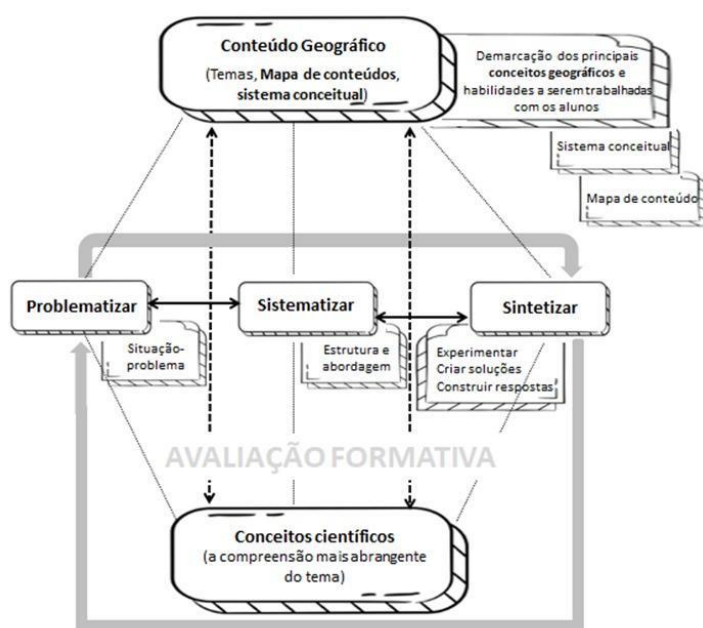 Conteúdo Geográfico
(Temas, Mapa de conteúdos,
sistema conceitual)
Demarcação dos principais
conceitos geográficos e
habilidades a serem trabalhadas
com os alunos
Sistema conceitual
Mapa de conteúdo
Problematizar
Sistematizar
Sintetizar
Situação-
problema
Estrutura e
abordagem
Experimentar
Criar soluções
Construir respostas
AVALIAÇÃO FORMATIVA
Conceitos científicos
(a compreensão mais abrangente
do tema)